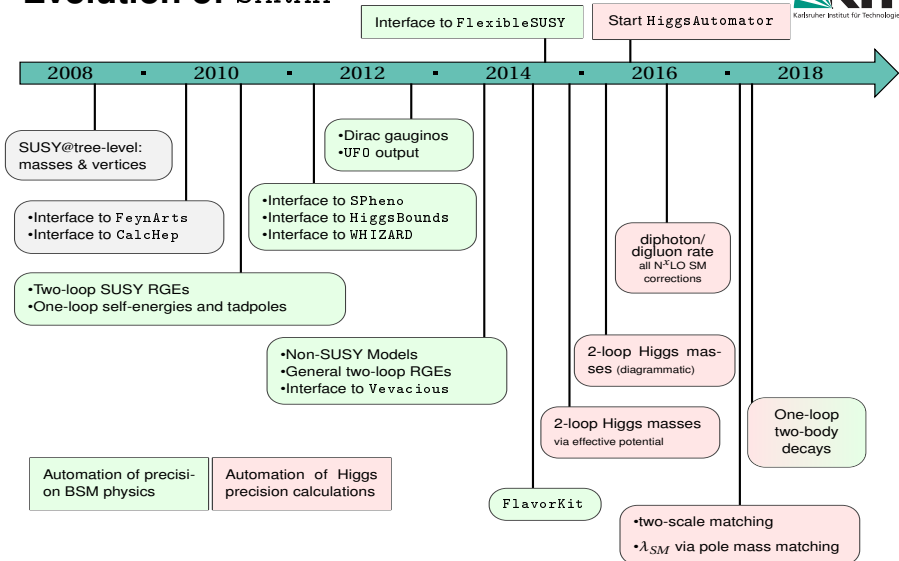 Evolution of SARAH
Karlsruher Institut für Technologie
Interface to FlexibleSUSY
Start HiggsAutomator
2008 · 2010 · 2012 · 2014 · 2016 · 2018
SUSY@tree-level:
masses & vertices
•Dirac gauginos
•UFO output
•Interface to FeynArts
•Interface to CalcHep
•Interface to SPheno
•Interface to HiggsBounds
•Interface to WHIZARD
diphoton/
digluon rate
all NˣLO SM
corrections
•Two-loop SUSY RGEs
•One-loop self-energies and tadpoles
•Non-SUSY Models
•General two-loop RGEs
•Interface to Vevacious
2-loop Higgs mas-
ses (diagrammatic)
2-loop Higgs masses
via effective potential
One-loop
two-body
decays
Automation of precisi-
on BSM physics
Automation of Higgs
precision calculations
FlavorKit
•two-scale matching
•λSM via pole mass matching